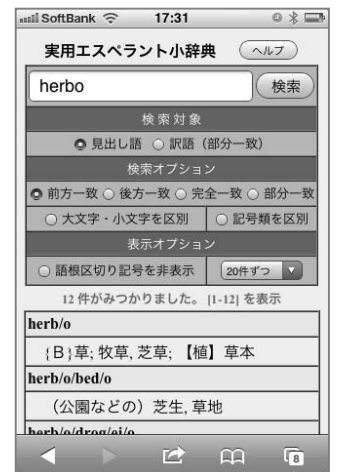 SoftBank 17:31
実用エスペラント小辞典 ヘルプ
herbo 検索
検索対象
見出し語 訳語（部分一致）
検索オプション
前方一致 後方一致 完全一致 部分一致
大文字・小文字を区別 記号類を区別
表示オプション
語根区切り記号を非表示 20件ずつ
12 件がみつかりました。 [1-12] を表示
herb/o
{B}草; 牧草, 芝草; 【植】草本
herb/o/bed/o
（公園などの）芝生, 草地
herb/o/drog/ej/o
8